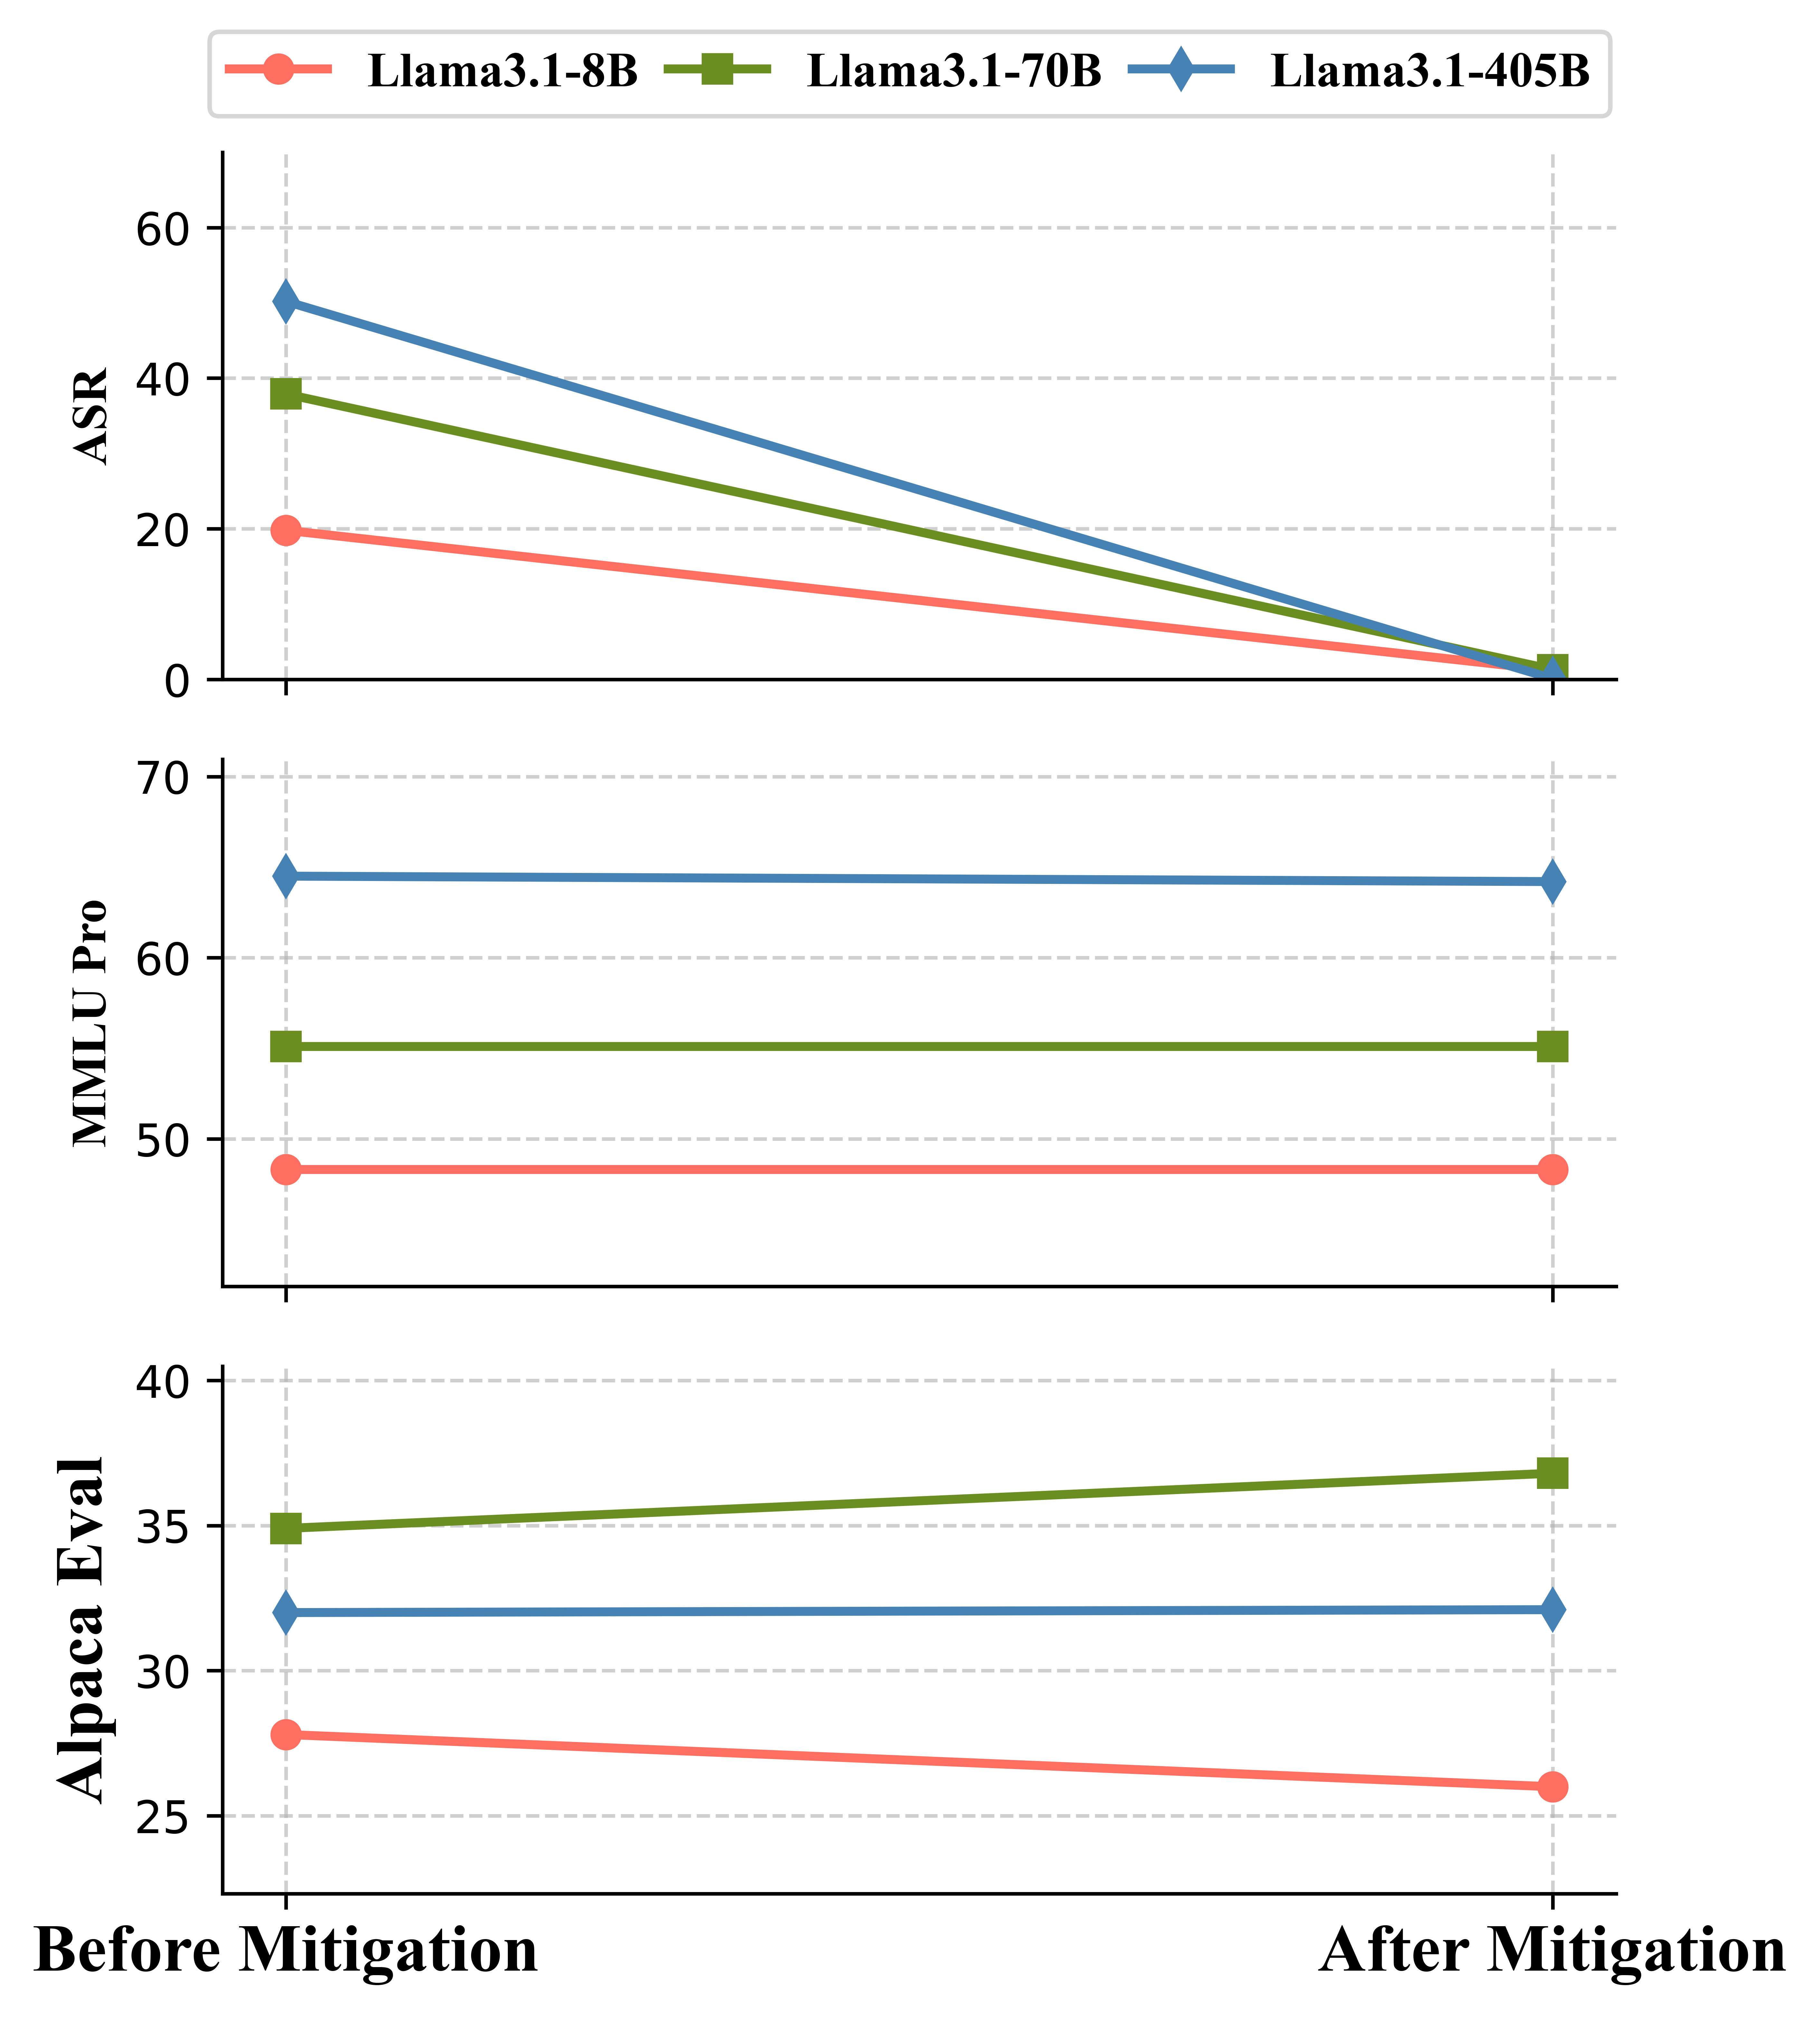 Llama3.1-8B Llama3.1-70B Llama3.1-405B
60
40
20
0
ASR
70
60
50
MMLU Pro
40
35
30
25
Alpaca Eval
Before Mitigation After Mitigation